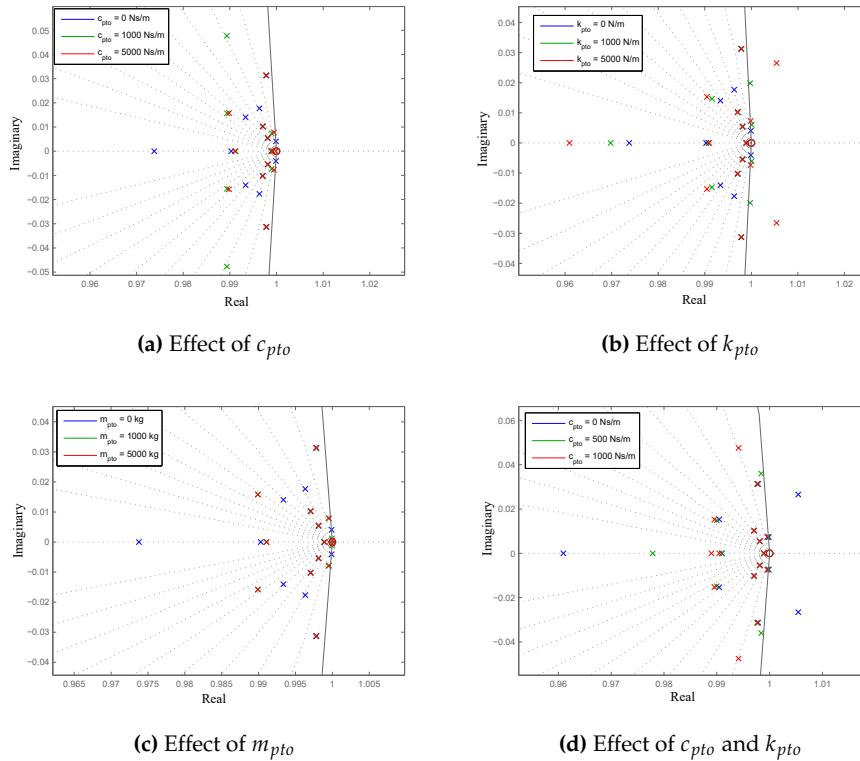 0.05
0.04
0.03
0.02
0.01
0
-0.01
-0.02
-0.03
-0.04
-0.05
Imaginary
c_pto = 0 Ns/m
c_pto = 1000 Ns/m
c_pto = 5000 Ns/m
0.96 0.97 0.98 0.99 1 1.01 1.02
Real
(a) Effect of c_pto
0.04
0.03
0.02
0.01
0
-0.01
-0.02
-0.03
-0.04
Imaginary
k_pto = 0 N/m
k_pto = 1000 N/m
k_pto = 5000 N/m
0.96 0.97 0.98 0.99 1 1.01 1.02
Real
(b) Effect of k_pto
0.04
0.03
0.02
0.01
0
-0.01
-0.02
-0.03
-0.04
Imaginary
m_pto = 0 kg
m_pto = 1000 kg
m_pto = 5000 kg
0.965 0.97 0.975 0.98 0.985 0.99 0.995 1 1.005
Real
(c) Effect of m_pto
0.06
0.04
0.02
0
-0.02
-0.04
Imaginary
c_pto = 0 Ns/m
c_pto = 500 Ns/m
c_pto = 1000 Ns/m
0.96 0.97 0.98 0.99 1 1.01
Real
(d) Effect of c_pto and k_pto